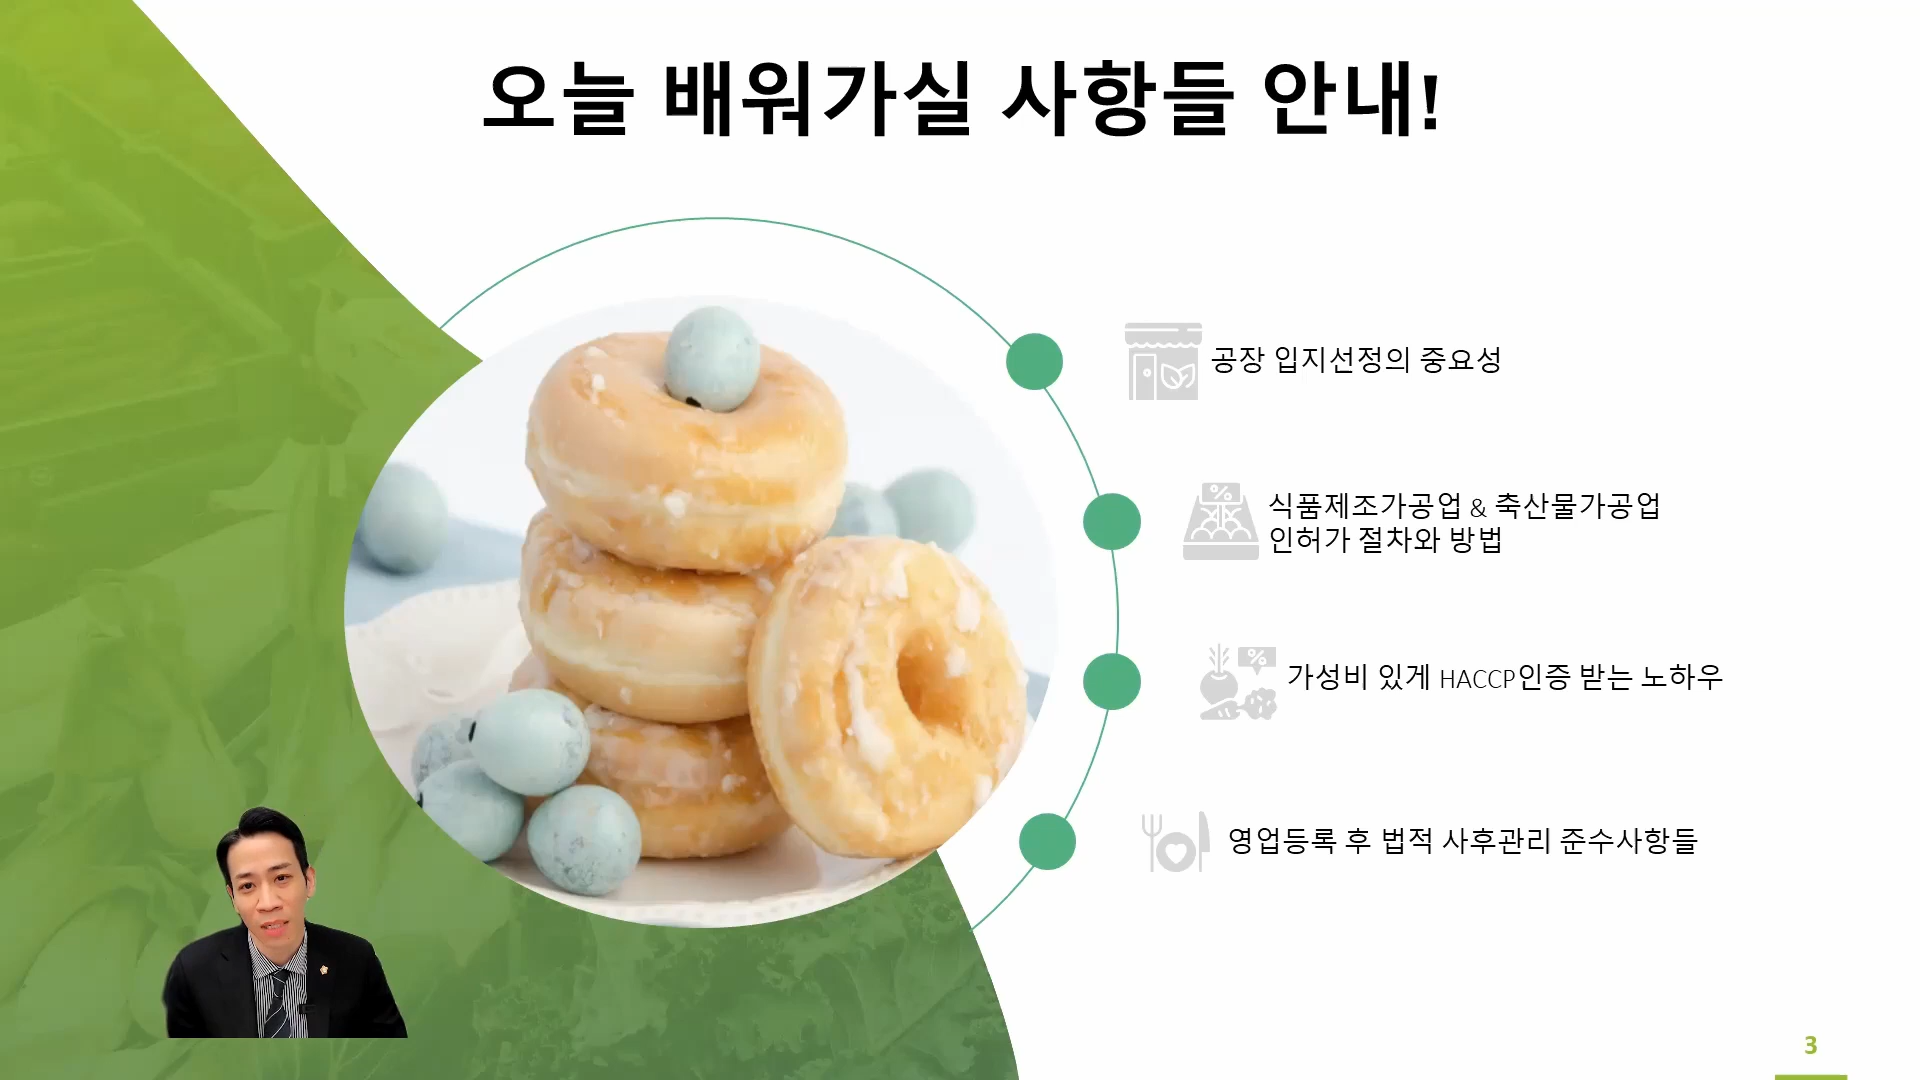 오늘 배워가실 사항들 안내!
공장 입지선정의 중요성
식품제조가공업 & 축산물가공업
인허가 절차와 방법
가성비 있게 HACCP인증 받는 노하우
영업등록 후 법적 사후관리 준수사항들
3